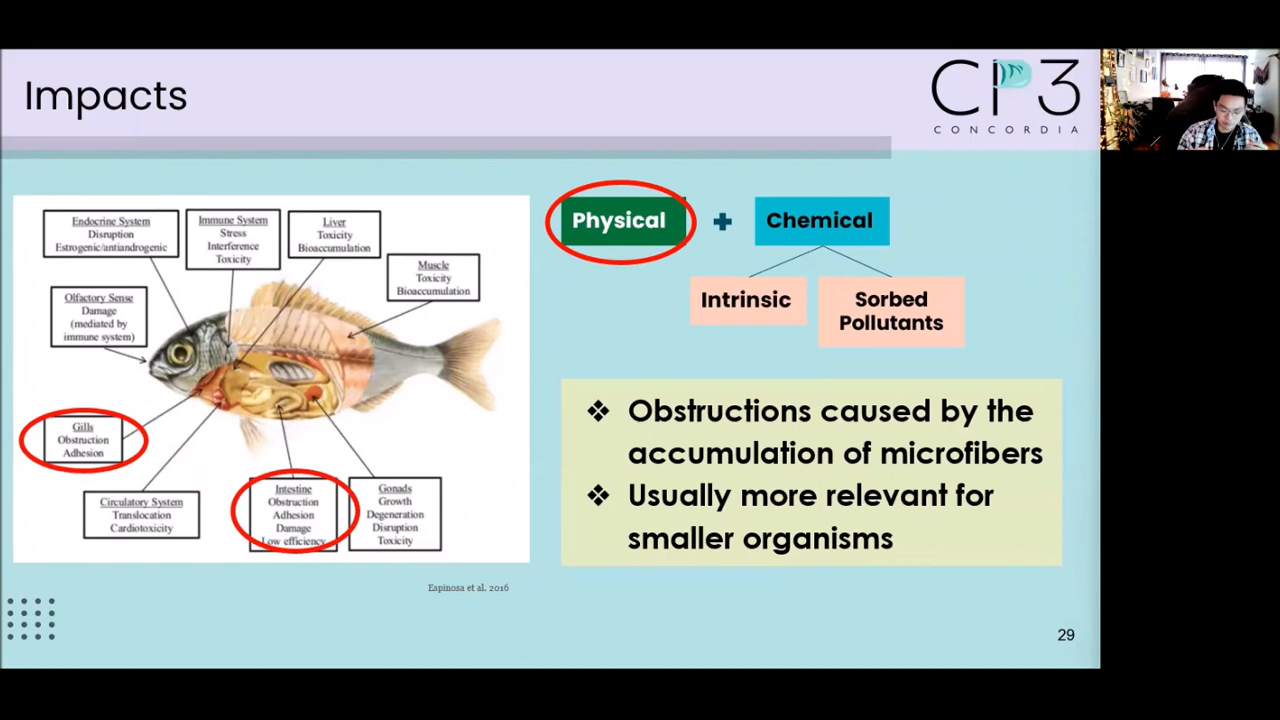 Impacts
CP3
CONCORDIA
Endocrine System
Disruption
Estrogenic/antiandrogenic
Immune System
Stress
Interference
Toxicity
Liver
Toxicity
Bioaccumulation
Muscle
Toxicity
Bioaccumulation
Olfactory Sense
Damage
(mediated by
immune system)
Gills
Obstruction
Adhesion
Circulatory System
Translocation
Cardiotoxicity
Intestine
Obstruction
Adhesion
Damage
Low efficiency
Gonads
Growth
Degeneration
Disruption
Toxicity
Espinosa et al. 2016
Physical + Chemical
Intrinsic
Sorbed
Pollutants
❖ Obstructions caused by the
accumulation of microfibers
❖ Usually more relevant for
smaller organisms
29